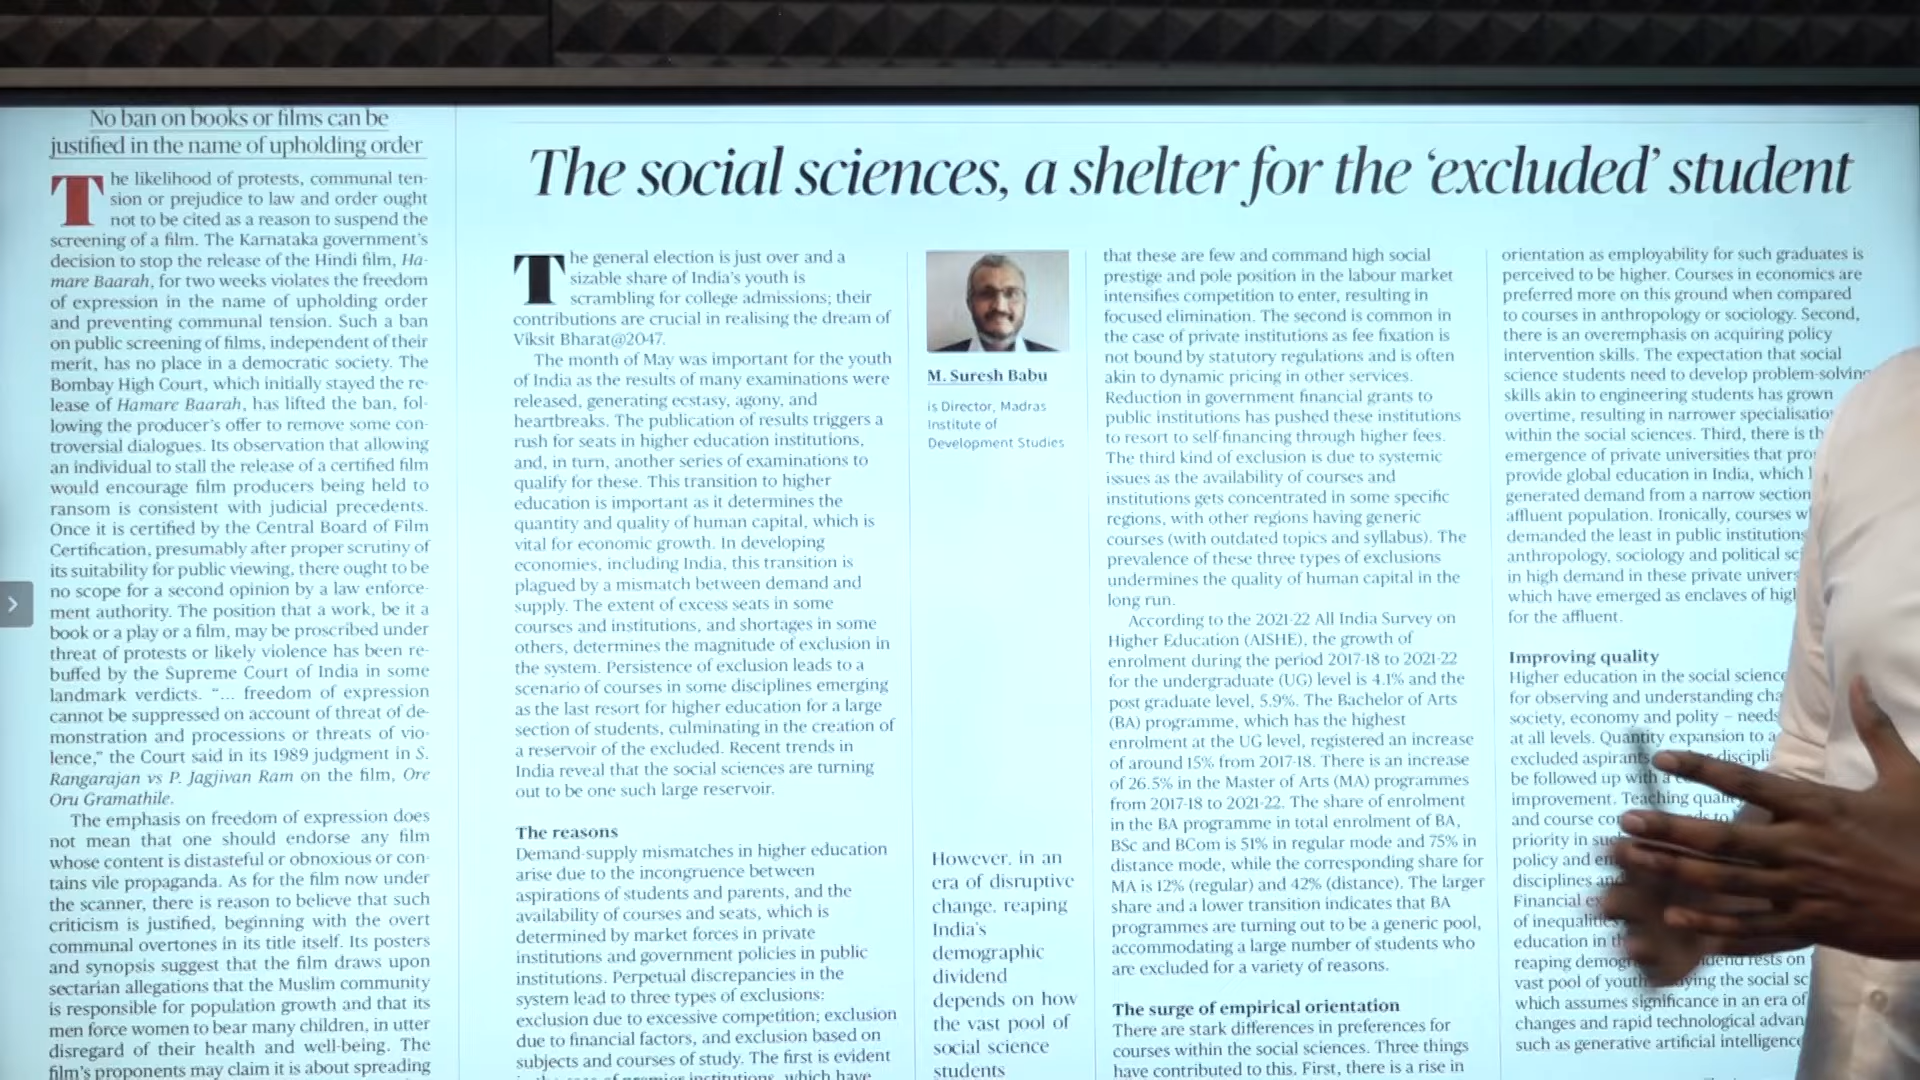 No ban on books or films can be
justified in the name of upholding order
The likelihood of protests, communal ten-
sion or prejudice to law and order ought
not to be cited as a reason to suspend the
screening of a film. The Karnataka government's
decision to stop the release of the Hindi film, Ha-
mare Baarah, for two weeks violates the freedom
of expression in the name of upholding order
and preventing communal tension. Such a ban
on public screening of films, independent of their
merit, has no place in a democratic society. The
Bombay High Court, which initially stayed the re-
lease of Hamare Baarah, has lifted the ban, fol-
lowing the producer's offer to remove some con-
troversial dialogues. Its observation that allowing
an individual to stall the release of a certified film
would encourage film producers being held to
ransom is consistent with judicial precedents.
Once it is certified by the Central Board of Film
Certification, presumably after proper scrutiny of
its suitability for public viewing, there ought to be
no scope for a second opinion by a law enforce-
ment authority. The position that a work, be it a
book or a play or a film, may be proscribed under
threat of protests or likely violence has been re-
buffed by the Supreme Court of India in some
landmark verdicts. “... freedom of expression
cannot be suppressed on account of threat of de-
monstration and processions or threats of vio-
lence,” the Court said in its 1989 judgment in S.
Rangarajan vs P. Jagjivan Ram on the film, Ore
Oru Gramathile.
The emphasis on freedom of expression does
not mean that one should endorse any film
whose content is distasteful or obnoxious or con-
tains vile propaganda. As for the film now under
the scanner, there is reason to believe that such
criticism is justified, beginning with the overt
communal overtones in its title itself. Its posters
and synopsis suggest that the film draws upon
sectarian allegations that the Muslim community
is responsible for population growth and that its
men force women to bear many children, in utter
disregard of their health and well-being. The
film's proponents may claim it is about spreading
The social sciences, a shelter for the ‘excluded’ student
The general election is just over and a
sizable share of India's youth is
scrambling for college admissions; their
contributions are crucial in realising the dream of
Viksit Bharat@2047.
The month of May was important for the youth
of India as the results of many examinations were
released, generating ecstasy, agony, and
heartbreaks. The publication of results triggers a
rush for seats in higher education institutions,
and, in turn, another series of examinations to
qualify for these. This transition to higher
education is important as it determines the
quantity and quality of human capital, which is
vital for economic growth. In developing
economies, including India, this transition is
plagued by a mismatch between demand and
supply. The extent of excess seats in some
courses and institutions, and shortages in some
others, determines the magnitude of exclusion in
the system. Persistence of exclusion leads to a
scenario of courses in some disciplines emerging
as the last resort for higher education for a large
section of students, culminating in the creation of
a reservoir of the excluded. Recent trends in
India reveal that the social sciences are turning
out to be one such large reservoir.
The reasons
Demand-supply mismatches in higher education
arise due to the incongruence between
aspirations of students and parents, and the
availability of courses and seats, which is
determined by market forces in private
institutions and government policies in public
institutions. Perpetual discrepancies in the
system lead to three types of exclusions:
exclusion due to excessive competition; exclusion
due to financial factors, and exclusion based on
subjects and courses of study. The first is evident
in the case of premier institutions, which have
M. Suresh Babu
is Director, Madras
Institute of
Development Studies
However, in an
era of disruptive
change, reaping
India's
demographic
dividend
depends on how
the vast pool of
social science
students
that these are few and command high social
prestige and pole position in the labour market
intensifies competition to enter, resulting in
focused elimination. The second is common in
the case of private institutions as fee fixation is
not bound by statutory regulations and is often
akin to dynamic pricing in other services.
Reduction in government financial grants to
public institutions has pushed these institutions
to resort to self-financing through higher fees.
The third kind of exclusion is due to systemic
issues as the availability of courses and
institutions gets concentrated in some specific
regions, with other regions having generic
courses (with outdated topics and syllabus). The
prevalence of these three types of exclusions
undermines the quality of human capital in the
long run.
According to the 2021-22 All India Survey on
Higher Education (AISHE), the growth of
enrolment during the period 2017-18 to 2021-22
for the undergraduate (UG) level is 4.1% and the
post graduate level, 5.9%. The Bachelor of Arts
(BA) programme, which has the highest
enrolment at the UG level, registered an increase
of around 15% from 2017-18. There is an increase
of 26.5% in the Master of Arts (MA) programmes
from 2017-18 to 2021-22. The share of enrolment
in the BA programme in total enrolment of BA,
BSc and BCom is 51% in regular mode and 75% in
distance mode, while the corresponding share for
MA is 12% (regular) and 42% (distance). The larger
share and a lower transition indicates that BA
programmes are turning out to be a generic pool,
accommodating a large number of students who
are excluded for a variety of reasons.
The surge of empirical orientation
There are stark differences in preferences for
courses within the social sciences. Three things
have contributed to this. First, there is a rise in
orientation as employability for such graduates is
perceived to be higher. Courses in economics are
preferred more on this ground when compared
to courses in anthropology or sociology. Second,
there is an overemphasis on acquiring policy
intervention skills. The expectation that social
science students need to develop problem-solving
skills akin to engineering students has grown
overtime, resulting in narrower specialisatio
within the social sciences. Third, there is th
emergence of private universities that pro
provide global education in India, which
generated demand from a narrow section
affluent population. Ironically, courses w
demanded the least in public institutions
anthropology, sociology and political sci
in high demand in these private univer
which have emerged as enclaves of hig
for the affluent.
Improving quality
Higher education in the social science
for observing and understanding cha
society, economy and polity – needs
at all levels. Quantity expansion to a
excluded aspirants discipli
be followed up with a
improvement. Teaching quali
and course co
priority in suc
policy and em
disciplines and
Financial ex
of inequalitie
education in th
reaping demog dend rests on
vast pool of youth ying the social sc
which assumes significance in an era of
changes and rapid technological advan
such as generative artificial intelligence